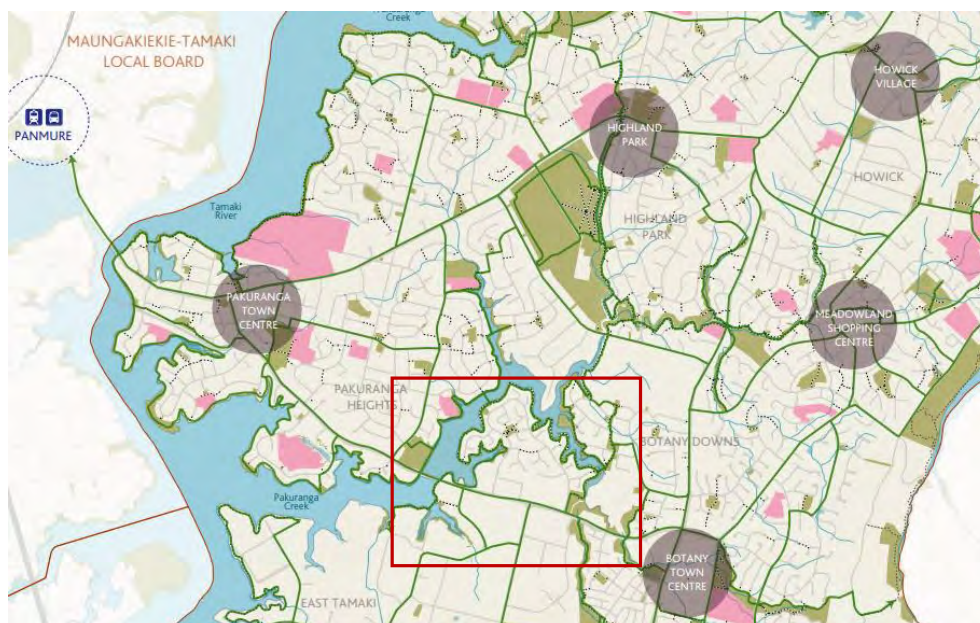 Pakuranga
Creek
MAUNGAKIEKIE-TAMAKI
LOCAL BOARD
HOWICK
VILLAGE
PANMURE
HIGHLAND
PARK
HOWICK
Tamaki
River
HIGHLAND
PARK
PAKURANGA
TOWN
CENTRE
MEADOWLAND
SHOPPING
CENTRE
PAKURANGA
HEIGHTS
BOTANY DOWNS
Pakuranga
Creek
BOTANY
TOWN
CENTRE
EAST TAMAKI